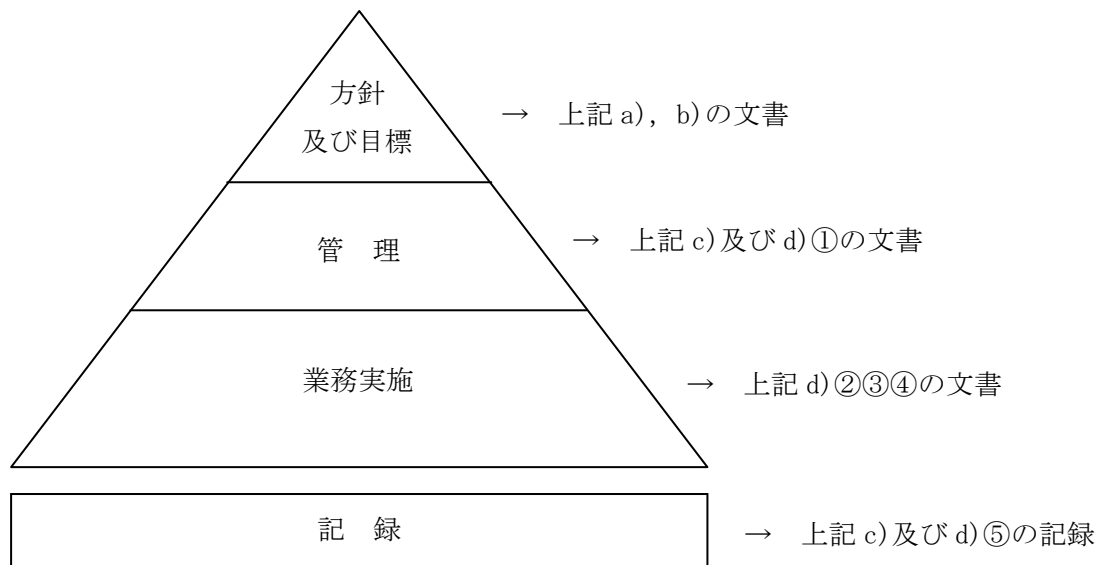 方針
及び目標
→ 上記 a), b)の文書
管 理
→ 上記 c)及び d)①の文書
業務実施
→ 上記 d)②③④の文書
記 録
→ 上記 c)及び d)⑤の記録